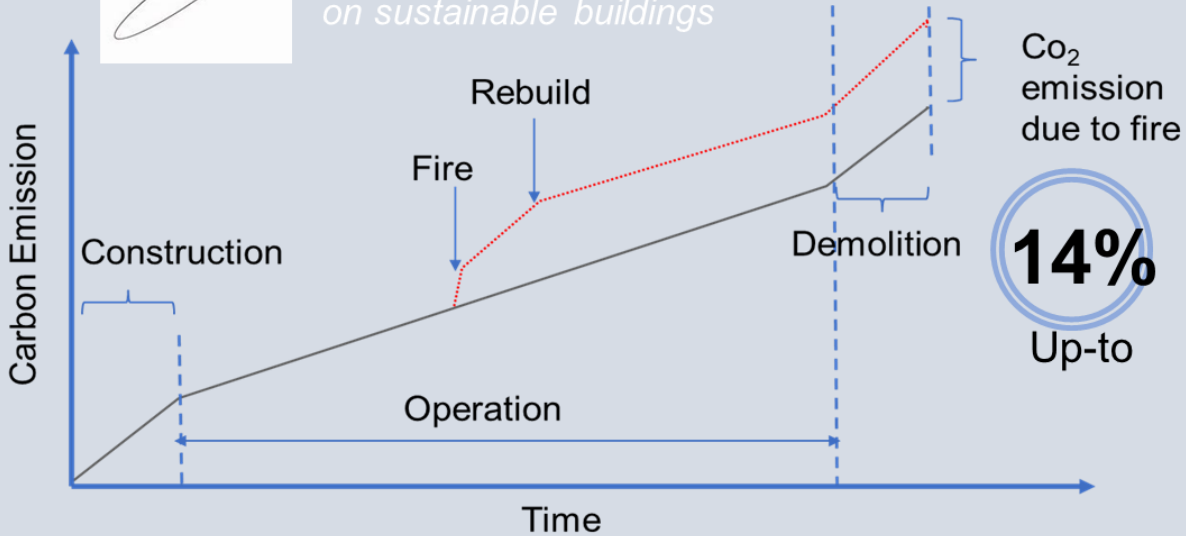 on sustainable buildings
Rebuild
Fire
Construction
Carbon Emission
Operation
Time
Demolition
Co₂
emission
due to fire
14%
Up-to